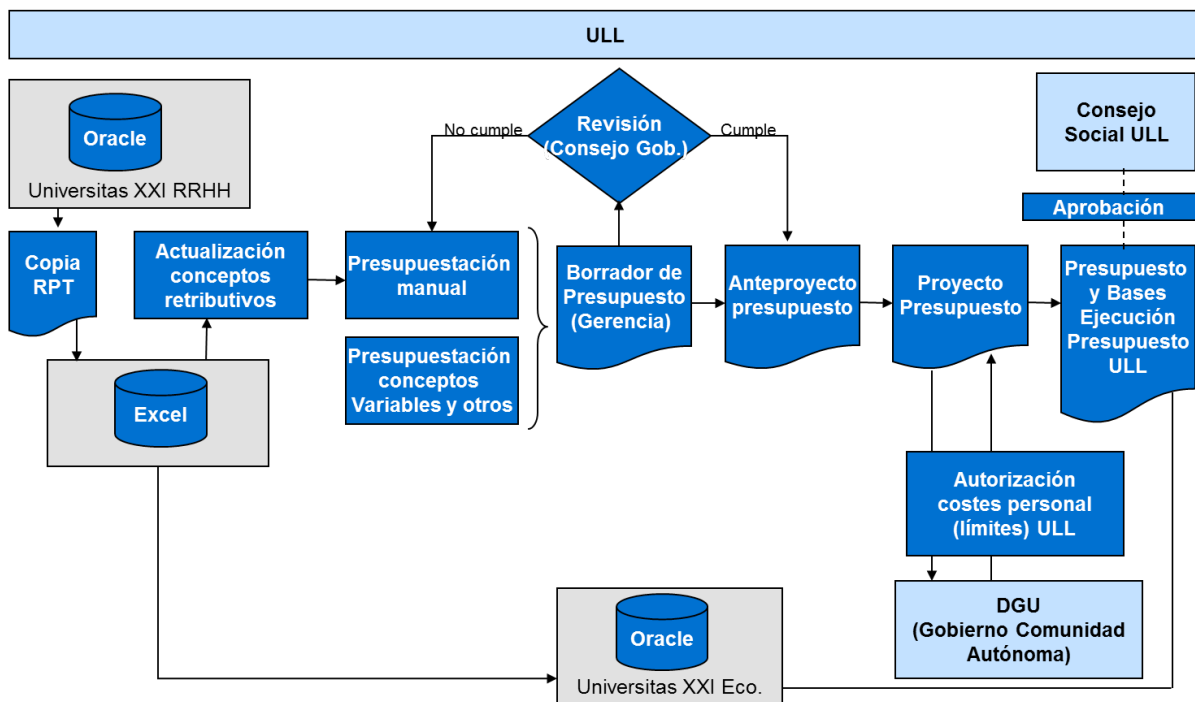 ULL
Oracle
Universitas XXI RRHH
No cumple
Revisión
(Consejo Gob.)
Cumple
Consejo
Social ULL
Aprobación
Copia
RPT
Actualización
conceptos
retributivos
Presupuestación
manual
Presupuestación
conceptos
Variables y otros
Borrador de
Presupuesto
(Gerencia)
Anteproyecto
presupuesto
Proyecto
Presupuesto
Presupuesto
y Bases
Ejecución
Presupuesto
ULL
Excel
Autorización
costes personal
(límites) ULL
DGU
(Gobierno Comunidad
Autónoma)
Oracle
Universitas XXI Eco.